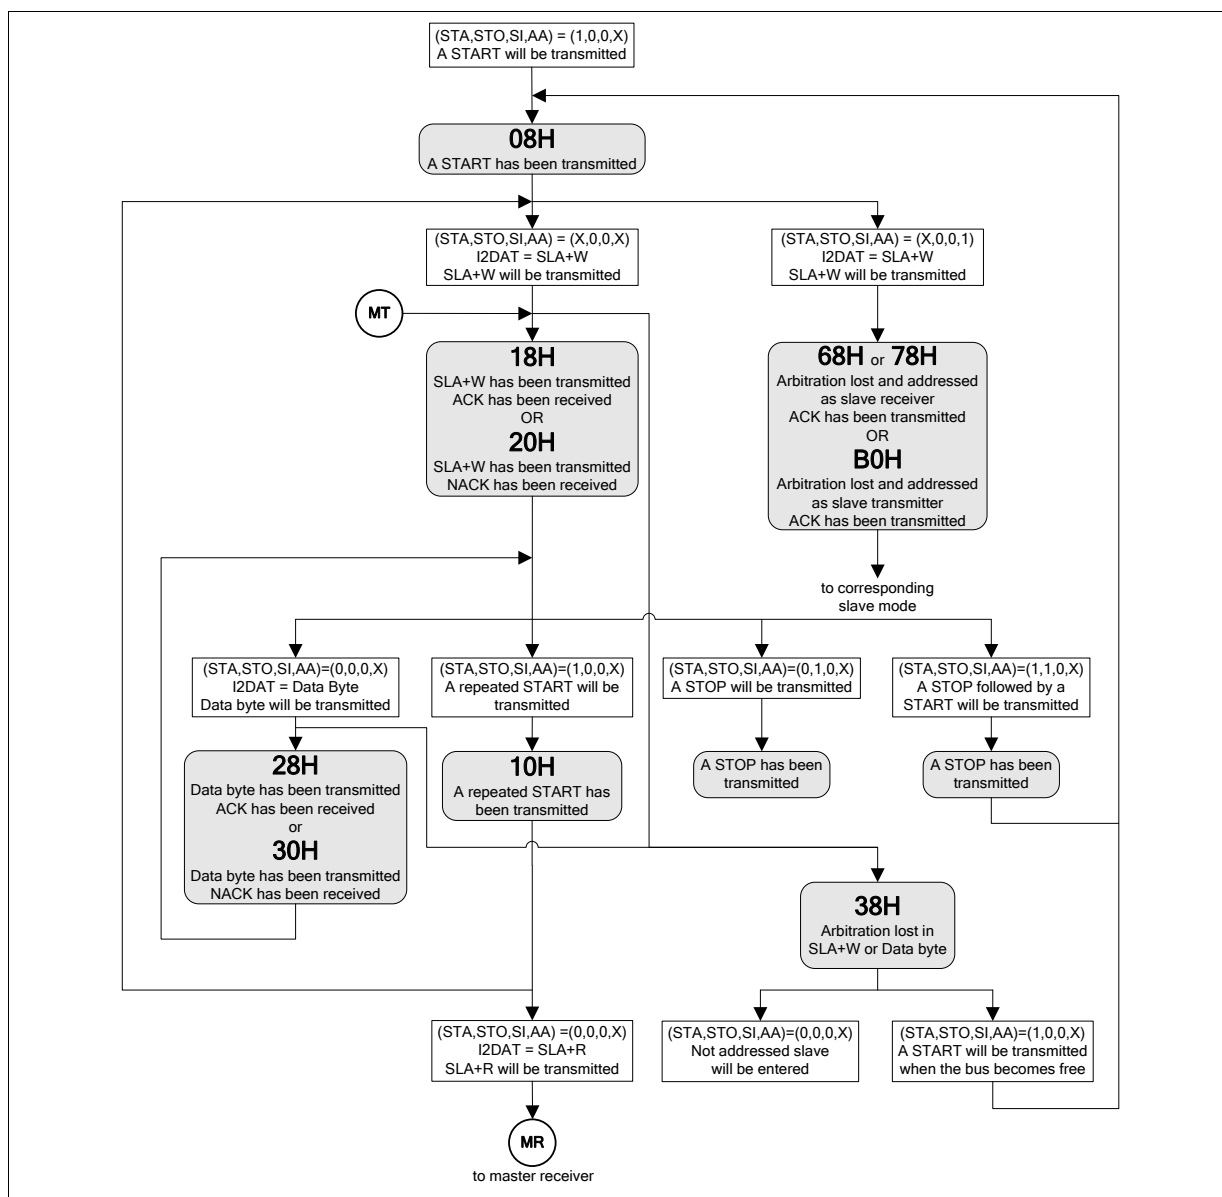 (STA,STO,SI,AA) = (1,0,0,X)
A START will be transmitted
08H
A START has been transmitted
(STA,STO,SI,AA) = (X,0,0,X)
I2DAT = SLA+W
SLA+W will be transmitted
(STA,STO,SI,AA) = (X,0,0,1)
I2DAT = SLA+W
SLA+W will be transmitted
MT
18H
SLA+W has been transmitted
ACK has been received
OR
20H
SLA+W has been transmitted
NACK has been received
68H or 78H
Arbitration lost and addressed
as slave receiver
ACK has been transmitted
OR
B0H
Arbitration lost and addressed
as slave transmitter
ACK has been transmitted
to corresponding
slave mode
(STA,STO,SI,AA)=(0,0,0,X)
I2DAT = Data Byte
Data byte will be transmitted
(STA,STO,SI,AA)=(1,0,0,X)
A repeated START will be
transmitted
(STA,STO,SI,AA)=(0,1,0,X)
A STOP will be transmitted
(STA,STO,SI,AA)=(1,1,0,X)
A STOP followed by a
START will be transmitted
28H
Data byte has been transmitted
ACK has been received
or
30H
Data byte has been transmitted
NACK has been received
10H
A repeated START has
been transmitted
A STOP has been
transmitted
A STOP has been
transmitted
38H
Arbitration lost in
SLA+W or Data byte
(STA,STO,SI,AA) =(0,0,0,X)
I2DAT = SLA+R
SLA+R will be transmitted
(STA,STO,SI,AA)=(0,0,0,X)
Not addressed slave
will be entered
(STA,STO,SI,AA)=(1,0,0,X)
A START will be transmitted
when the bus becomes free
MR
to master receiver